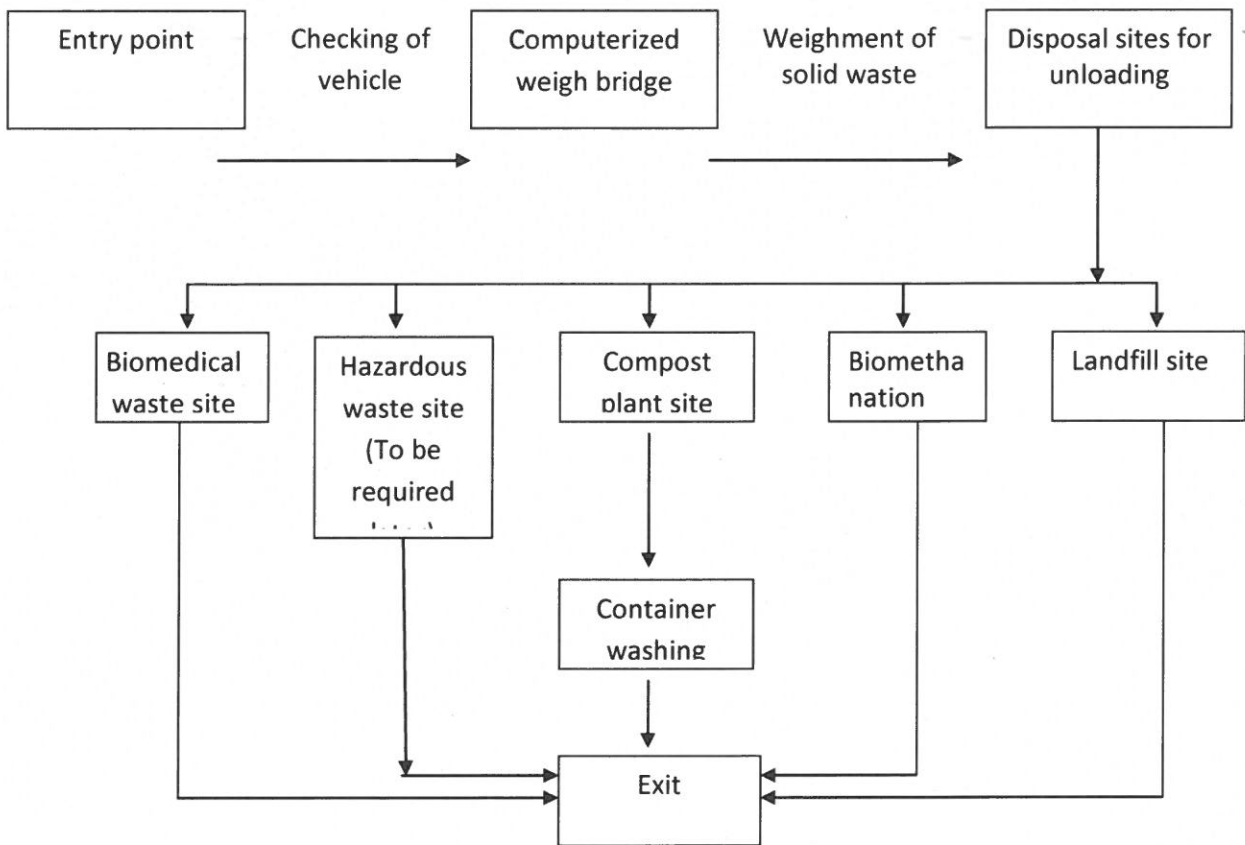 Entry point
Checking of
vehicle
Computerized
weigh bridge
Weighment of
solid waste
Disposal sites for
unloading
Biomedical
waste site
Hazardous
waste site
(To be
required
Compost
plant site
Biometha
nation
Landfill site
Container
washing
Exit